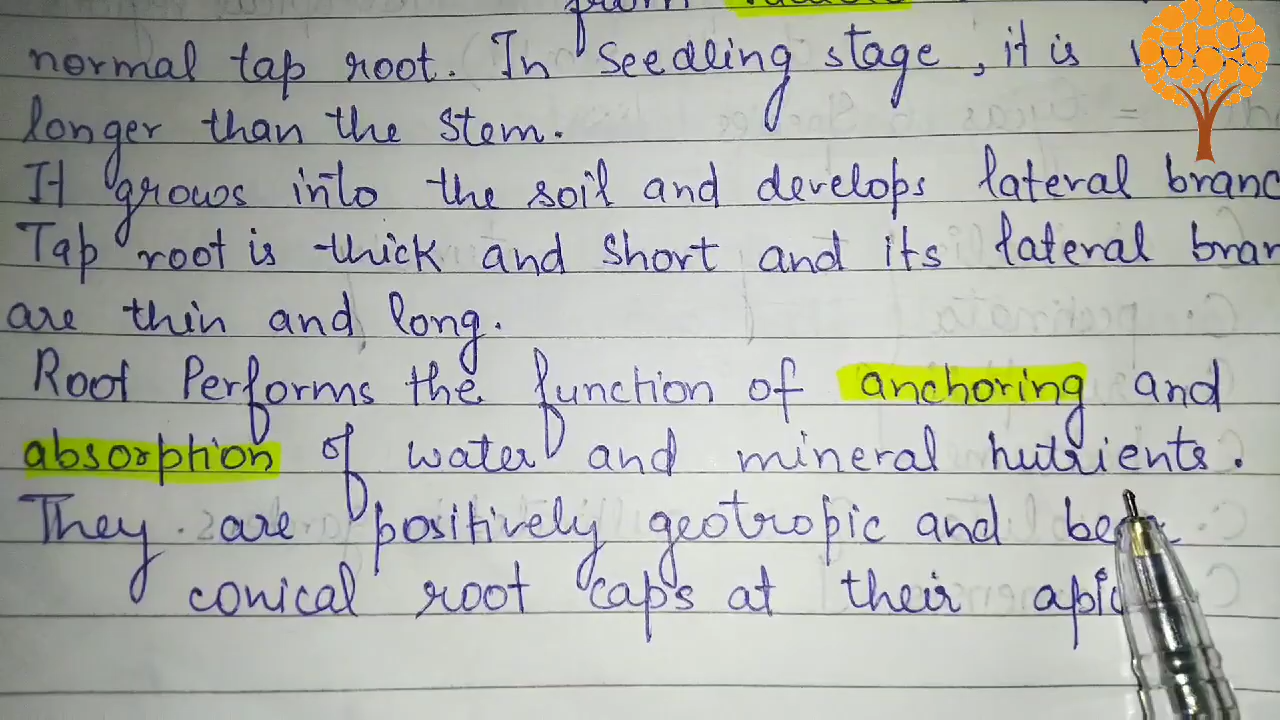 from
normal tap root. In seedling stage, it is
longer than the stem.
It grows into the soil and develops lateral branc
Tap root is thick and short and its lateral bran
are thin and long.
Root Performs the function of anchoring and
absorption of water and mineral nutrients.
They are positively geotropic and bear
conical root caps at their apic